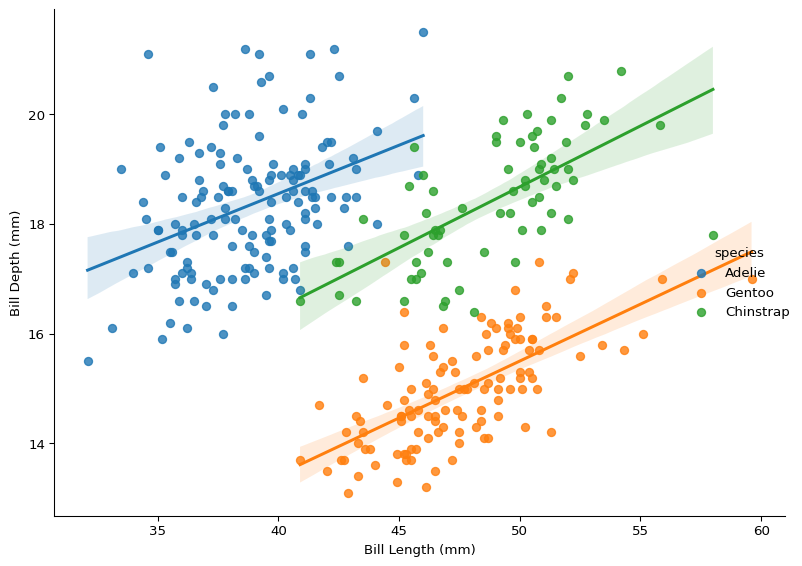 20
18
16
14
Bill Depth (mm)
species
Adelie
Gentoo
Chinstrap
35
40
45
50
55
60
Bill Length (mm)